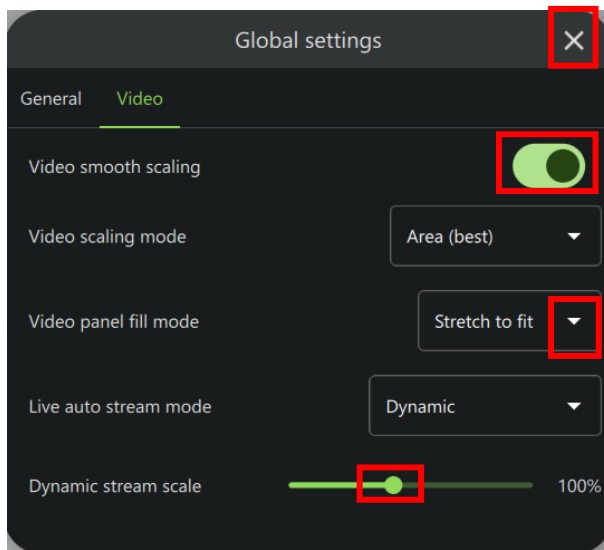 Global settings
General Video
Video smooth scaling
Video scaling mode Area (best)
Video panel fill mode Stretch to fit
Live auto stream mode Dynamic
Dynamic stream scale 100%